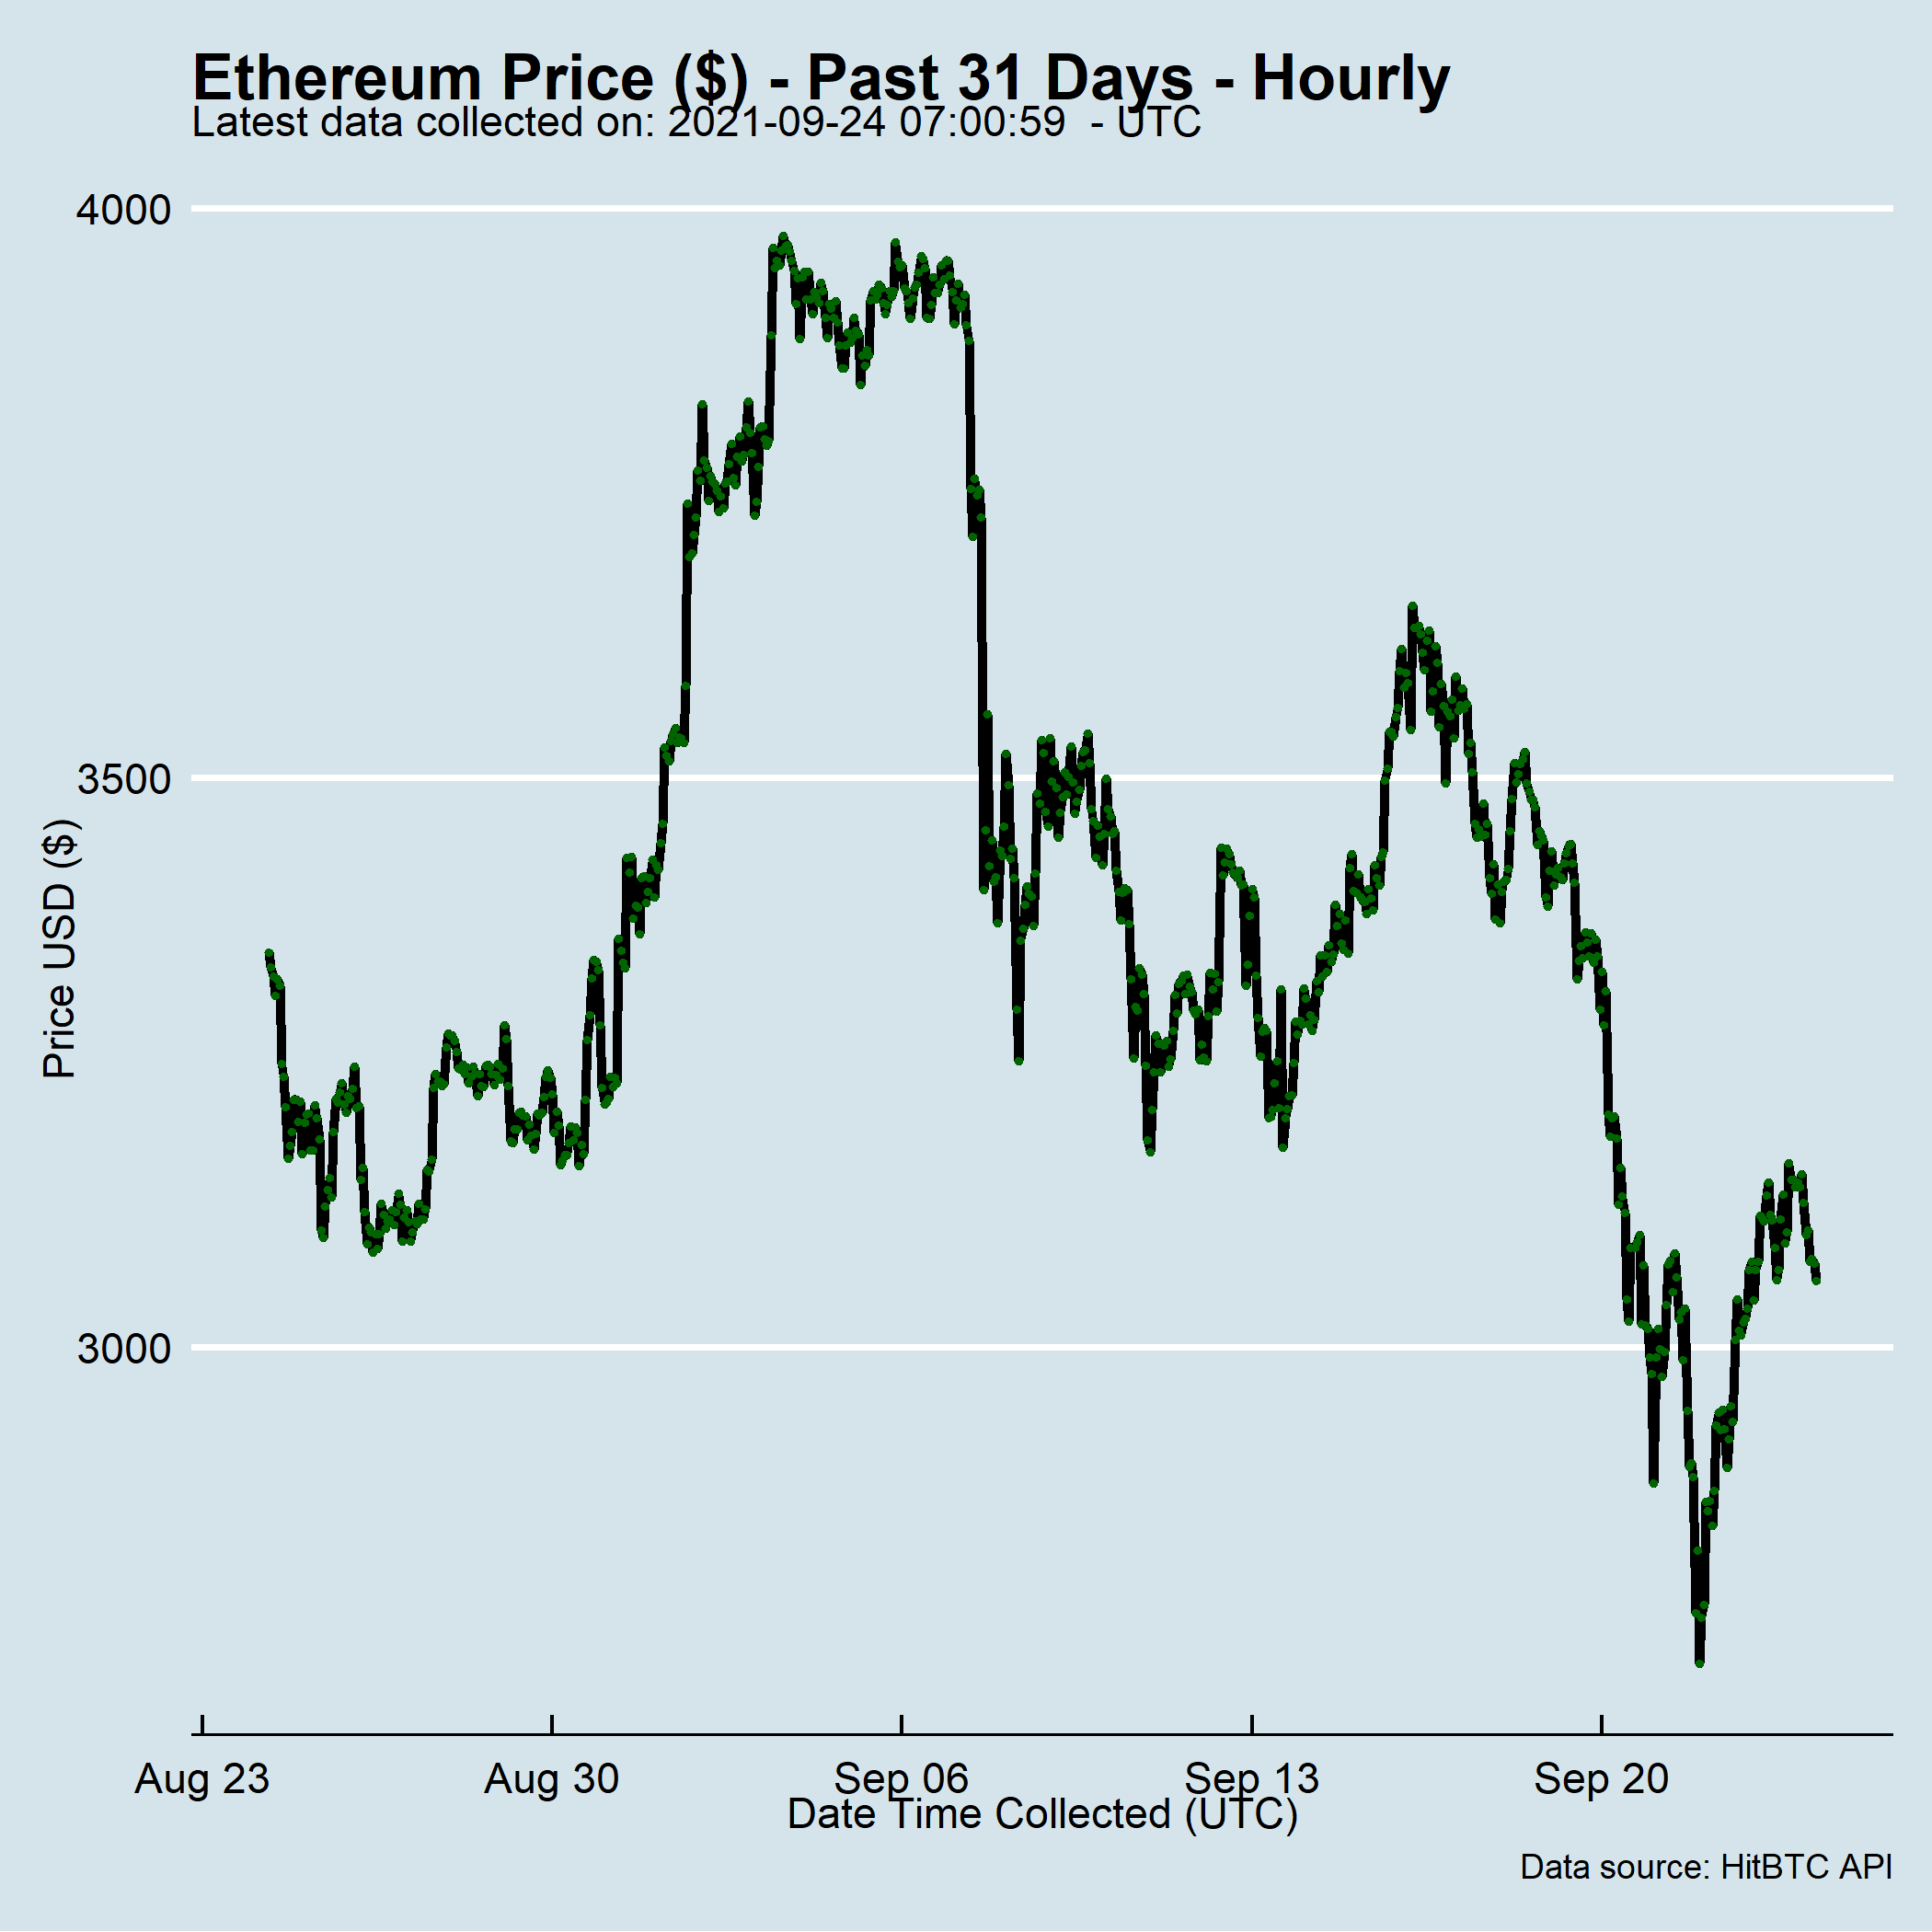 Ethereum Price ($) - Past 31 Days - Hourly
Latest data collected on: 2021-09-24 07:00:59  - UTC
4000
3500
3000
Price USD ($)
Aug 23
Aug 30
Sep 06
Sep 13
Sep 20
Date Time Collected (UTC)
Data source: HitBTC API